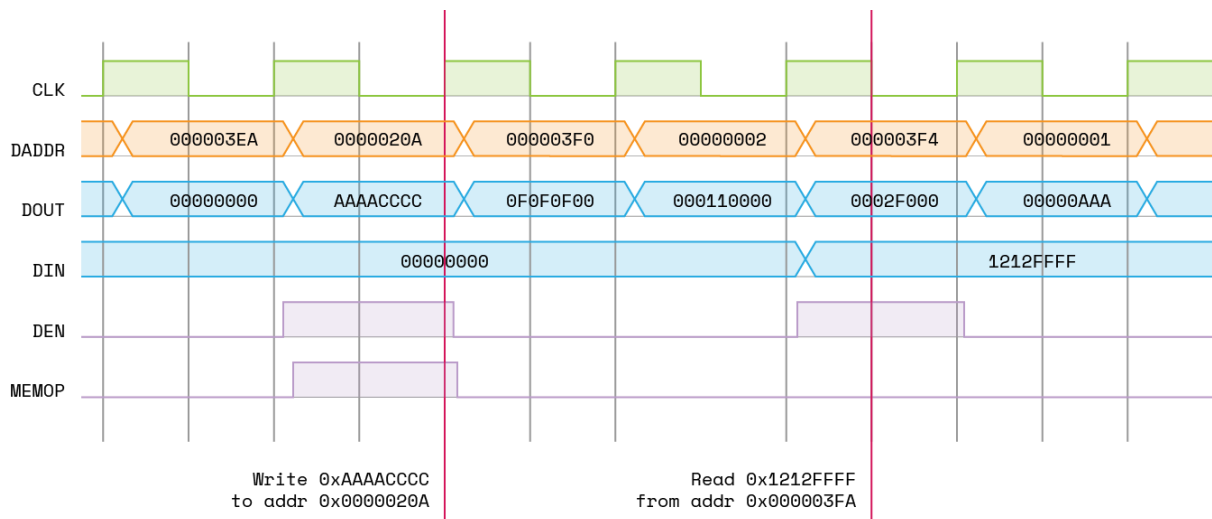 CLK
DADDR 000003EA 0000020A 000003F0 00000002 000003F4 00000001
DOUT 00000000 AAAACCCC 0F0F0F00 000110000 0002F000 00000AAA
DIN 00000000 1212FFFF
DEN
MEMOP
Write 0xAAAACCCC
to addr 0x0000020A
Read 0x1212FFFF
from addr 0x000003FA